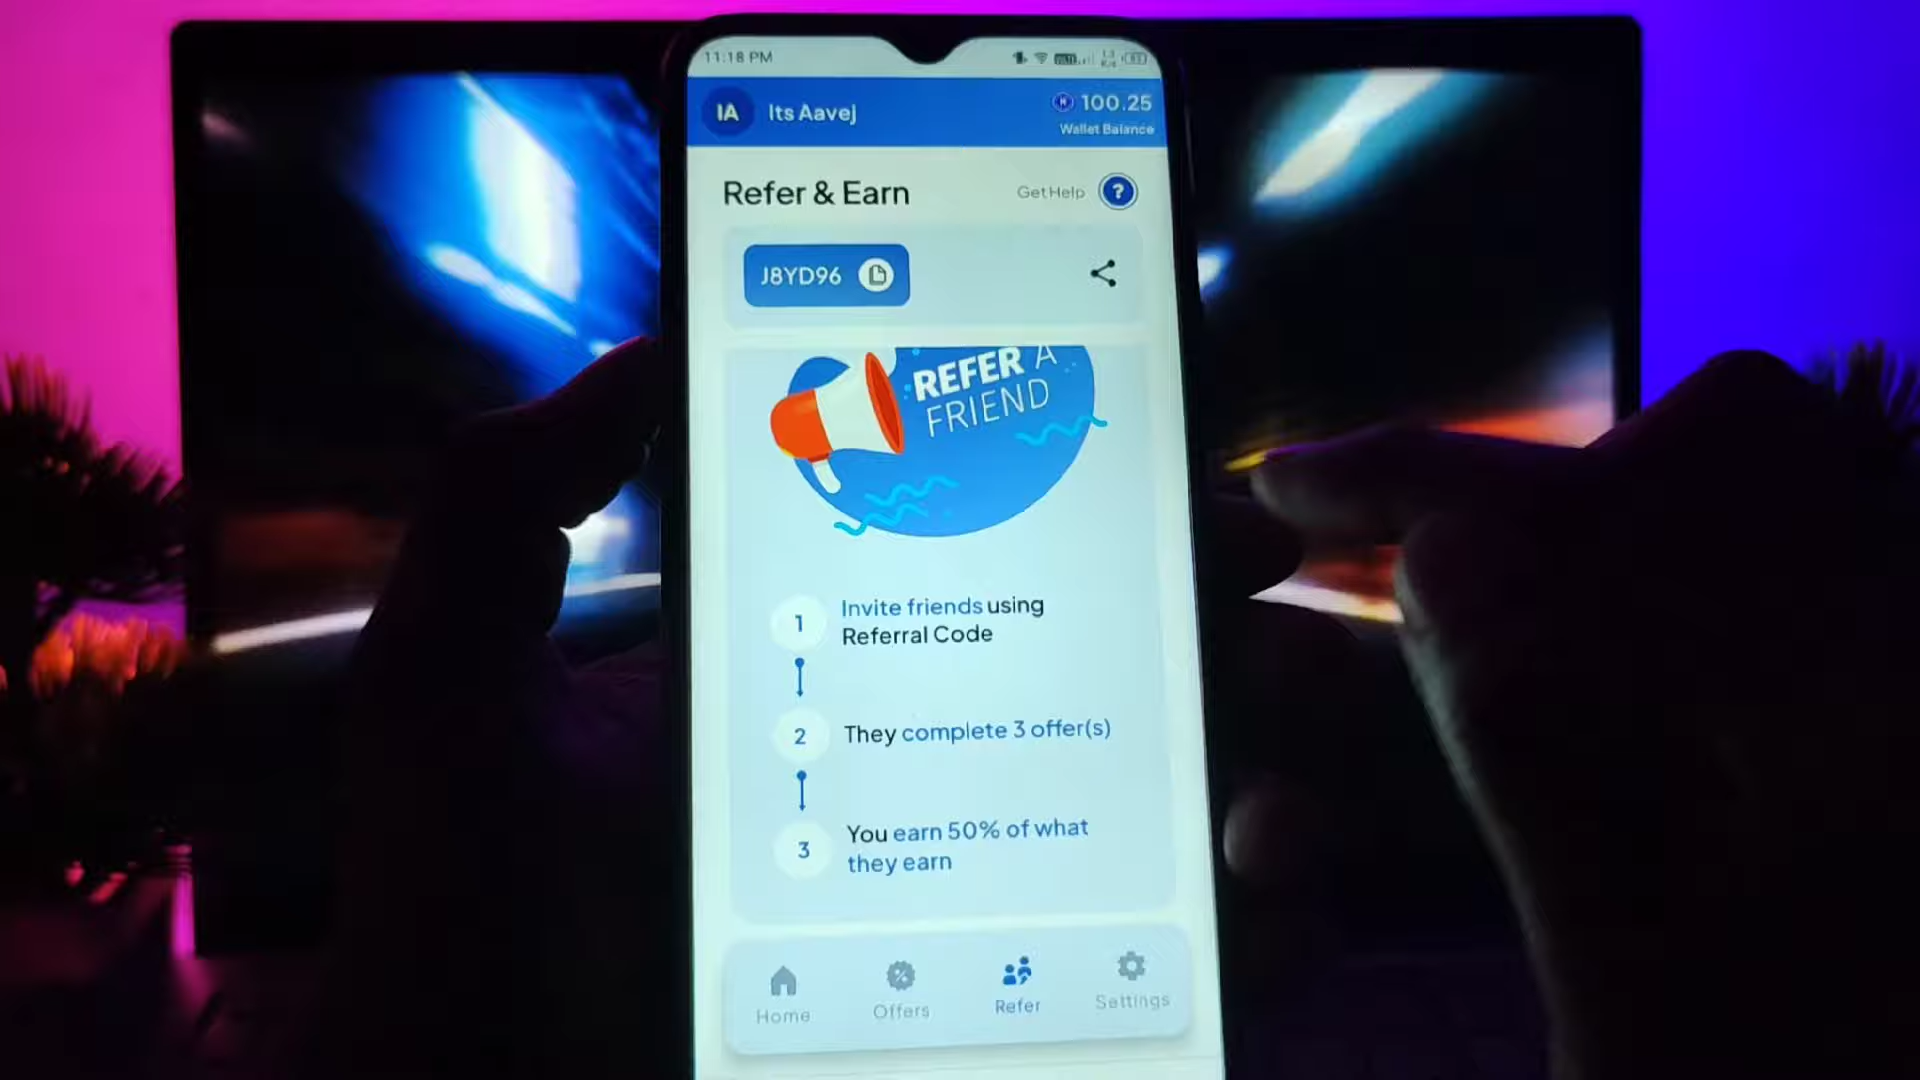 11:18 PM
IA
Its Aavej
100.25
Wallet Balance
Refer & Earn
Get Help
?
J8YD96
REFER A
FRIEND
1
Invite friends using
Referral Code
2
They complete 3 offer(s)
3
You earn 50% of what
they earn
Home
Offers
Refer
Settings